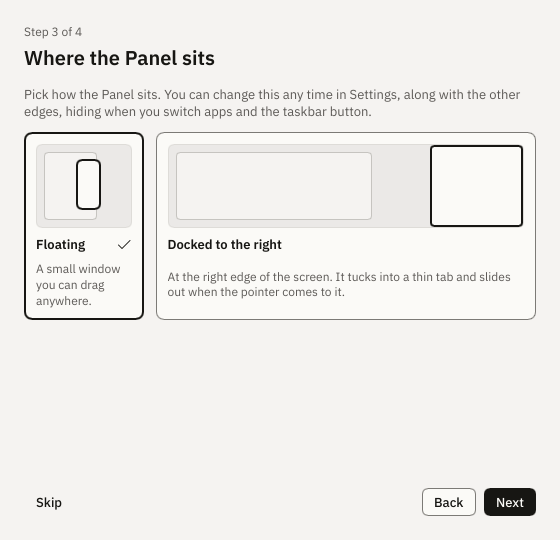 Step 3 of 4
Where the Panel sits
Pick how the Panel sits. You can change this any time in Settings, along with the other
edges, hiding when you switch apps and the taskbar button.
Floating
A small window
you can drag
anywhere.
Docked to the right
At the right edge of the screen. It tucks into a thin tab and slides
out when the pointer comes to it.
Skip
Back
Next